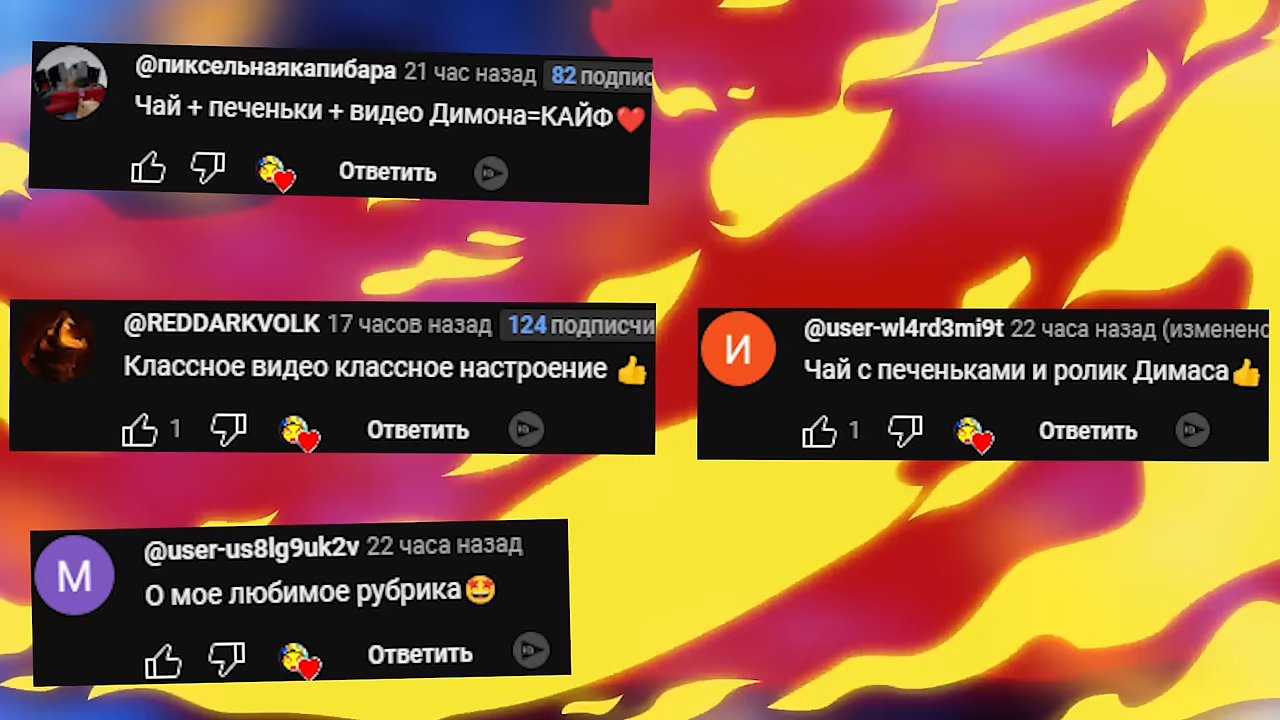 @пиксельнаякапибара 21 час назад 82 подпис
Чай + печеньки + видео Димона=КАЙФ❤️
Ответить
@REDDARKVOLK 17 часов назад 124 подписчи
Классное видео классное настроение 👍
1 Ответить
И
@user-wl4rd3mi9t 22 часа назад (изменено
Чай с печеньками и ролик Димаса👍
1 Ответить
М
@user-us8lg9uk2v 22 часа назад
О мое любимое рубрика🤩
Ответить